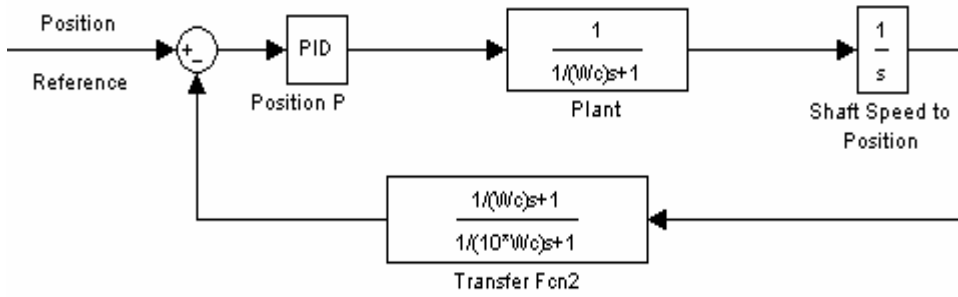 Position
Reference
+
-
PID
Position P
1
1/(Wc)s+1
Plant
1
s
Shaft Speed to
Position
1/(Wc)s+1
1/(10*Wc)s+1
Transfer Fcn2